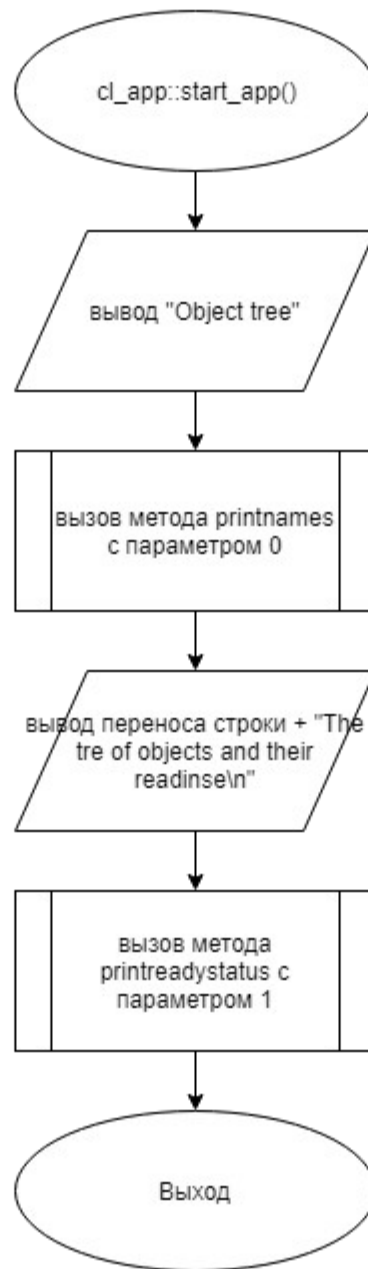 cl_app::start_app()
вывод "Object tree"
вызов метода printnames
с параметром 0
вывод переноса строки + "The
tre of objects and their
readinse\n"
вызов метода
printreadystatus с
параметром 1
Выход